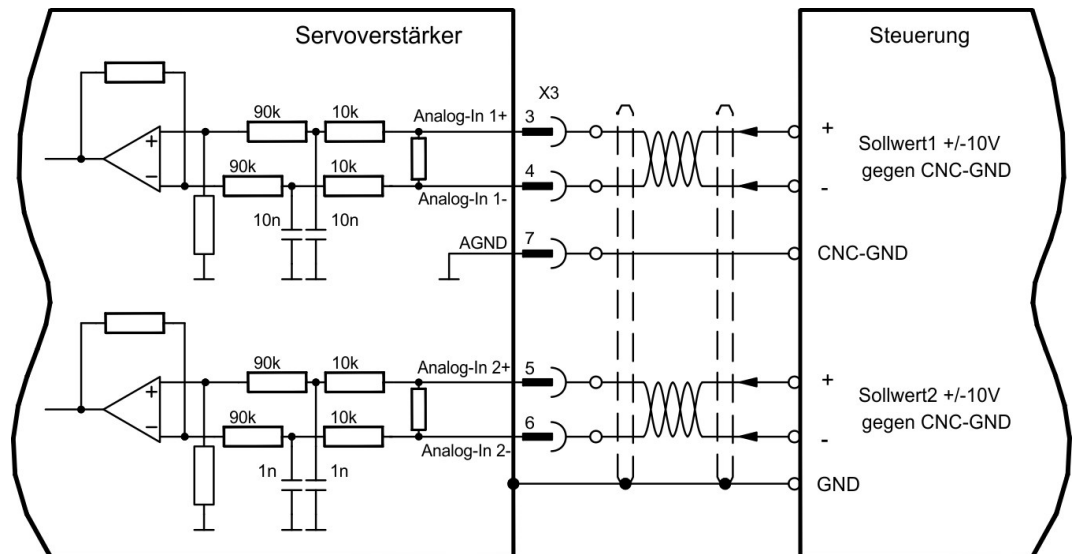 Servoverstärker
Steuerung
X3
90k
10k
Analog-In 1+
3
+
+
Sollwert1 +/-10V
gegen CNC-GND
−
90k
10k
4
-
Analog-In 1-
10n
10n
AGND
7
CNC-GND
90k
10k
Analog-In 2+
5
+
+
Sollwert2 +/-10V
gegen CNC-GND
−
90k
10k
6
-
Analog-In 2-
1n
1n
GND